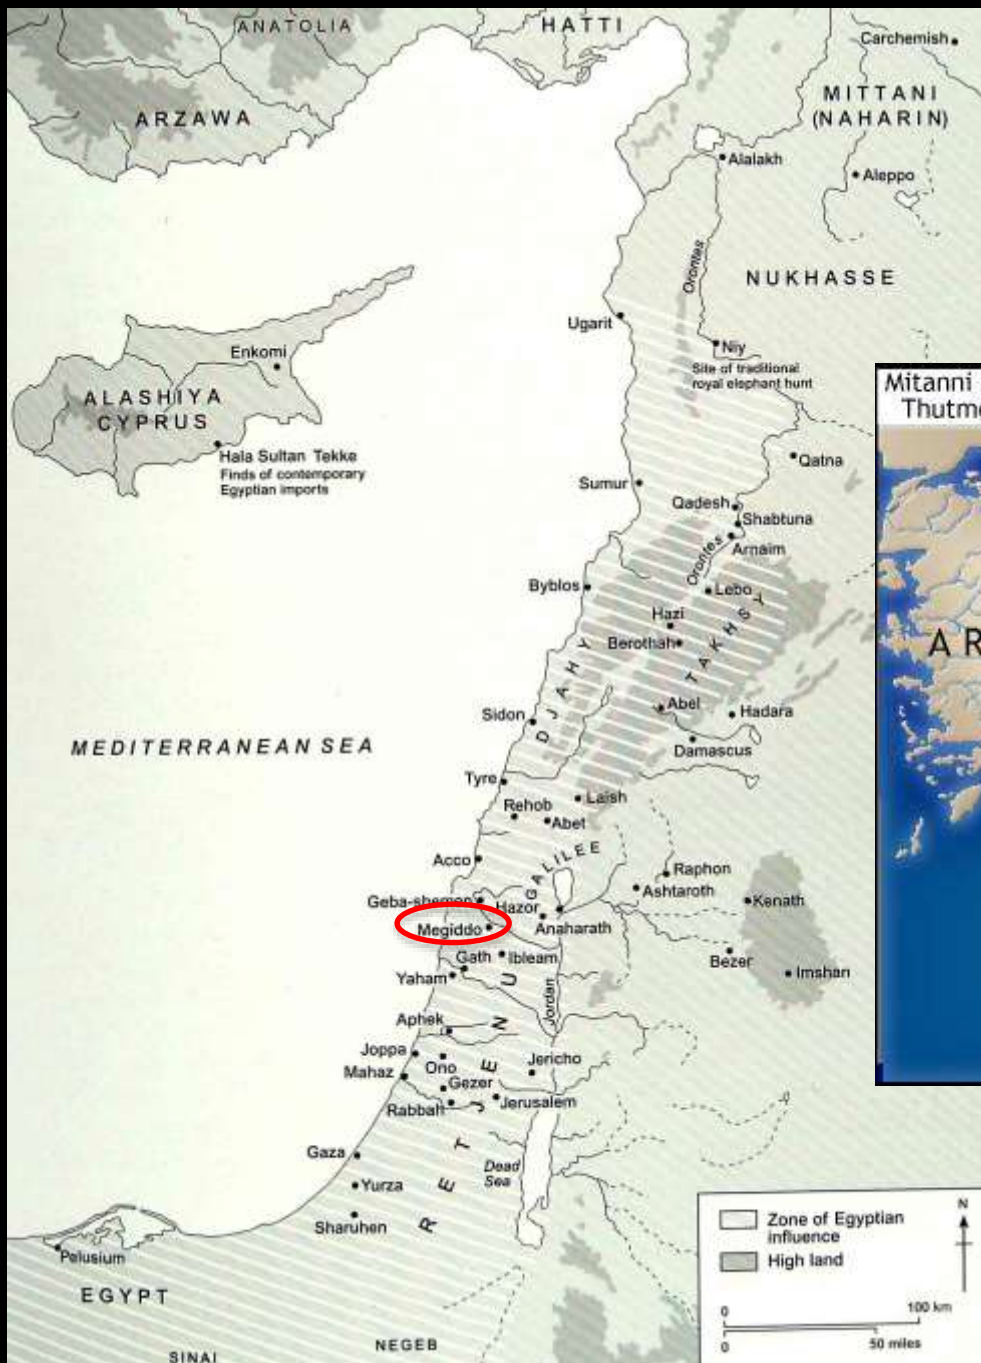 ANATOLIA
HATTI
Carchemish
ARZAWA
MITTANI
(NAHARIN)
Alalakh
Aleppo
Orontes
NUKHASSE
Ugarit
Niy
Site of traditional
royal elephant hunt
Enkomi
ALASHIYA
CYPRUS
Hala Sultan Tekke
Finds of contemporary
Egyptian imports
Mitanni
Qatna
Sumur
Qadesh
Shabtuna
Orontes
Arnaim
Byblos
Lebo
Hazi
Berothah
TAKHSY
DJAHY
AR
Abel
Hadara
Sidon
Damascus
MEDITERRANEAN SEA
Tyre
Laish
Rehob
Abet
GALILEE
Acco
Raphon
Ashtaroth
Kenath
Geba-shemen
Hazor
Megiddo
Anaharath
Gath
Ibleam
Bezer
Imshan
Yaham
Jordan
RETJENU
Aphek
Joppa
Ono
Jericho
Mahaz
Gezer
Rabbah
Jerusalem
Gaza
Dead
Sea
Yurza
Sharuhen
Pelusium
EGYPT
NEGEB
SINAI
Zone of Egyptian
influence
High land
N
0 100 km
0 50 miles